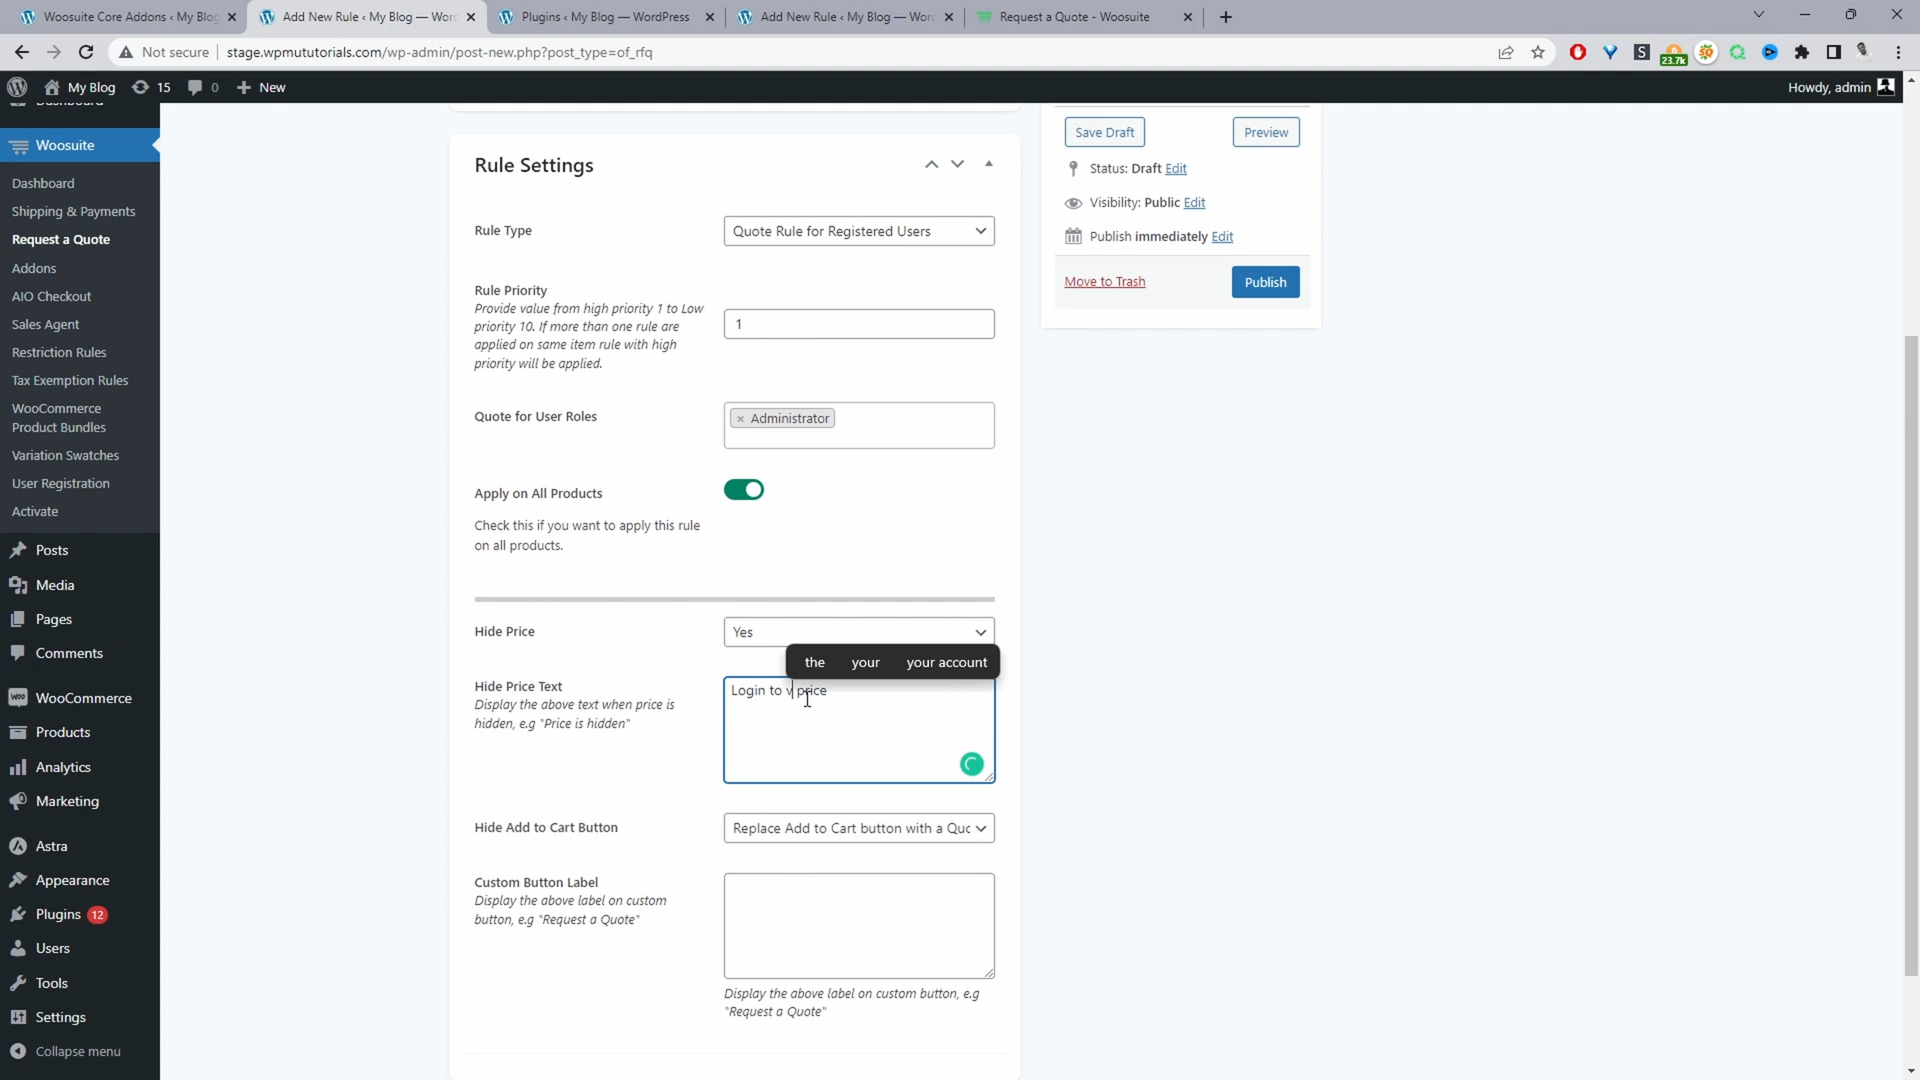 Woosuite Core Addons ‹ My Blog
Add New Rule ‹ My Blog — Word
Plugins ‹ My Blog — WordPress
Add New Rule ‹ My Blog — Word
Request a Quote - Woosuite
Not secure
stage.wpmututorials.com/wp-admin/post-new.php?post_type=of_rfq
23.7k
My Blog
15
0
New
Howdy, admin
Dashboard
Woosuite
Dashboard
Shipping & Payments
Request a Quote
Addons
AIO Checkout
Sales Agent
Restriction Rules
Tax Exemption Rules
WooCommerce
Product Bundles
Variation Swatches
User Registration
Activate
Posts
Media
Pages
Comments
WooCommerce
Products
Analytics
Marketing
Astra
Appearance
Plugins 12
Users
Tools
Settings
Collapse menu
Rule Settings
Rule Type
Quote Rule for Registered Users
Rule Priority
Provide value from high priority 1 to Low
priority 10. If more than one rule are
applied on same item rule with high
priority will be applied.
1
Quote for User Roles
× Administrator
Apply on All Products
Check this if you want to apply this rule
on all products.
Hide Price
Yes
the your your account
Hide Price Text
Display the above text when price is
hidden, e.g "Price is hidden"
Login to v price
Hide Add to Cart Button
Replace Add to Cart button with a Quo
Custom Button Label
Display the above label on custom
button, e.g "Request a Quote"
Display the above label on custom button, e.g
"Request a Quote"
Save Draft
Preview
Status: Draft Edit
Visibility: Public Edit
Publish immediately Edit
Move to Trash
Publish